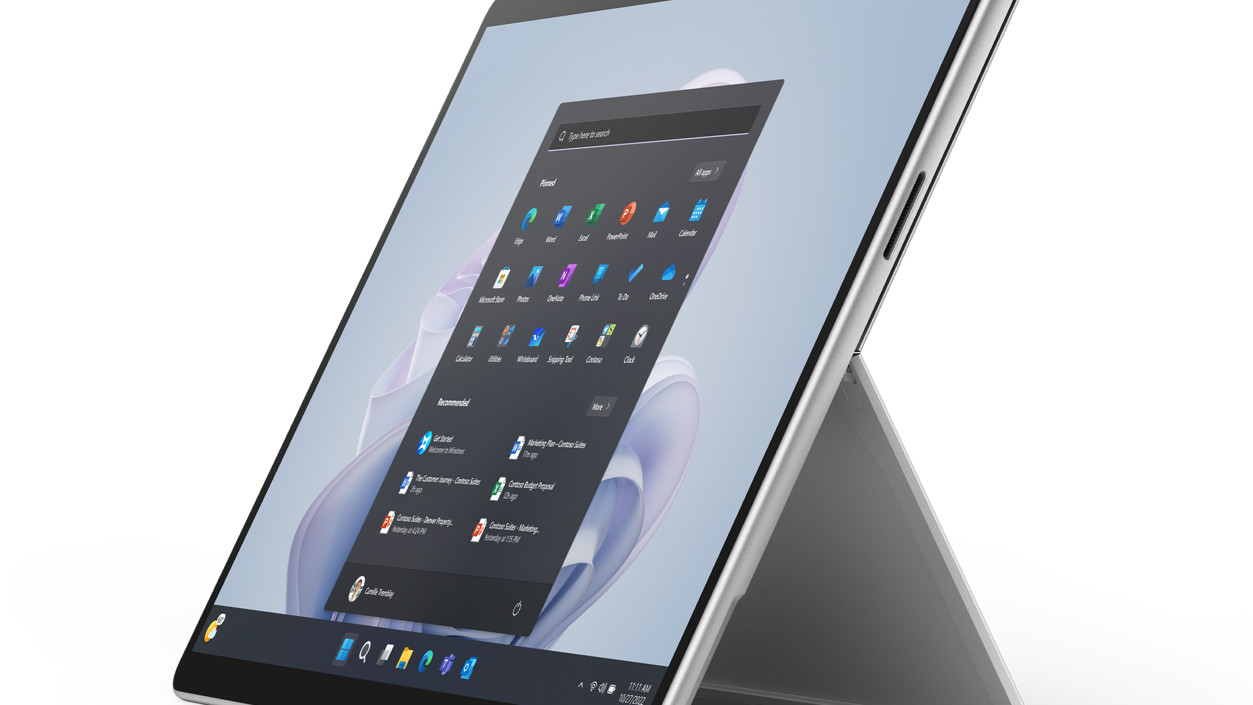 Type here to search
Pinned
All apps
Edge
Word
Excel
PowerPoint
Mail
Calendar
Microsoft Store
Photos
OneNote
Phone Link
To Do
OneDrive
Calculator
Utilities
Whiteboard
Snipping Tool
Contoso
Clock
Recommended
More
Get Started
Welcome to Windows
Marketing Plan - Contoso Suites
17m ago
The Customer Journey - Contoso Suites
2h ago
Contoso Budget Proposal
12h ago
Contoso Suites - Denver Property...
Yesterday at 4:24 PM
Contoso Suites - Marketing...
Yesterday at 1:15 PM
Camille Tremblay
11:11 AM
10/27/2022